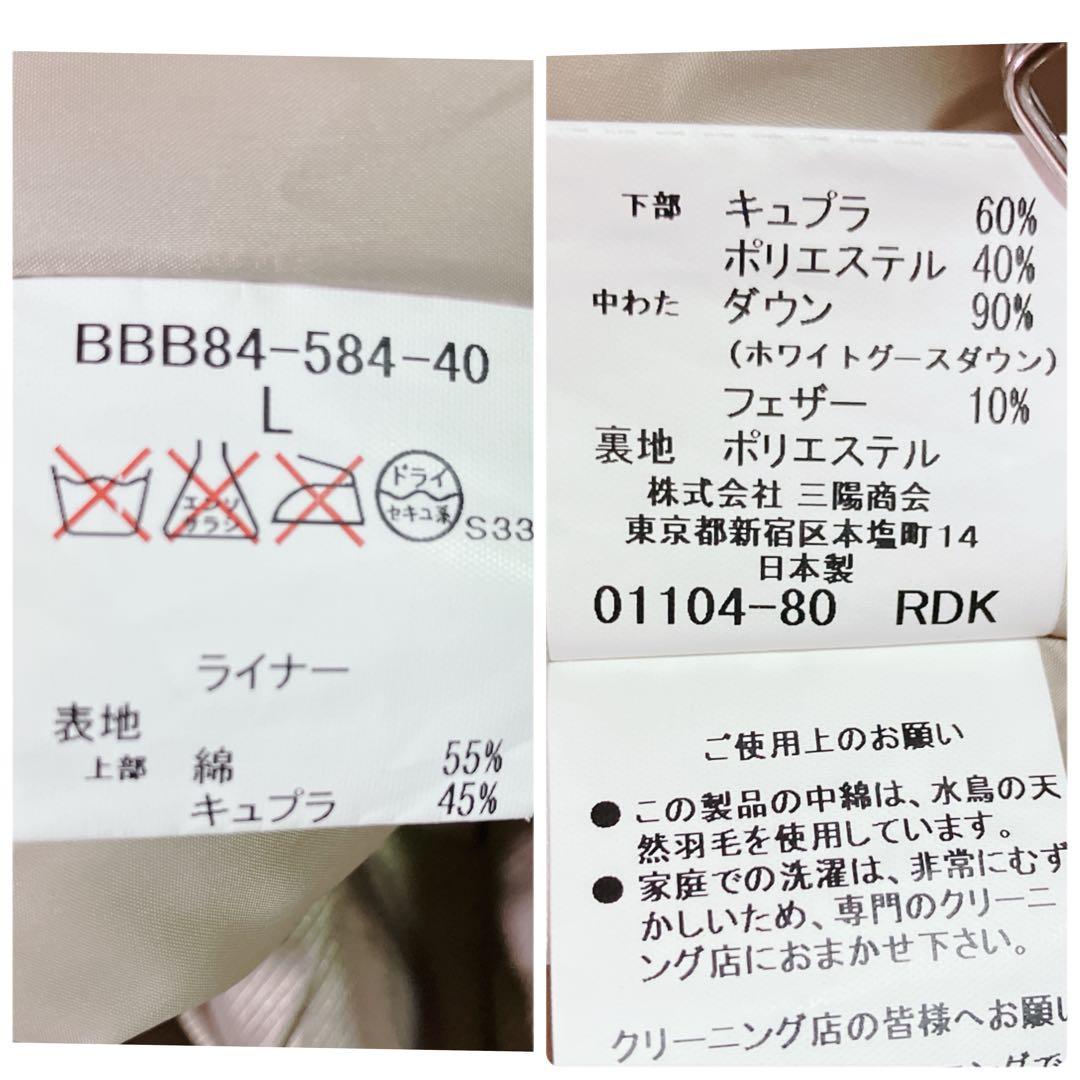 BBB84-584-40
L
エンソ
サラシ
ドライ
セキユ系
S33
ライナー
表地
上部 綿 55%
キュプラ 45%
下部 キュプラ 60%
ポリエステル 40%
中わた ダウン 90%
(ホワイトグースダウン)
フェザー 10%
裏地 ポリエステル
株式会社 三陽商会
東京都新宿区本塩町14
日本製
01104-80 RDK
ご使用上のお願い
● この製品の中綿は、水鳥の天
然羽毛を使用しています。
● 家庭での洗濯は、非常にむず
かしいため、専門のクリーニ
ング店におまかせ下さい。
クリーニング店の皆様へお願い